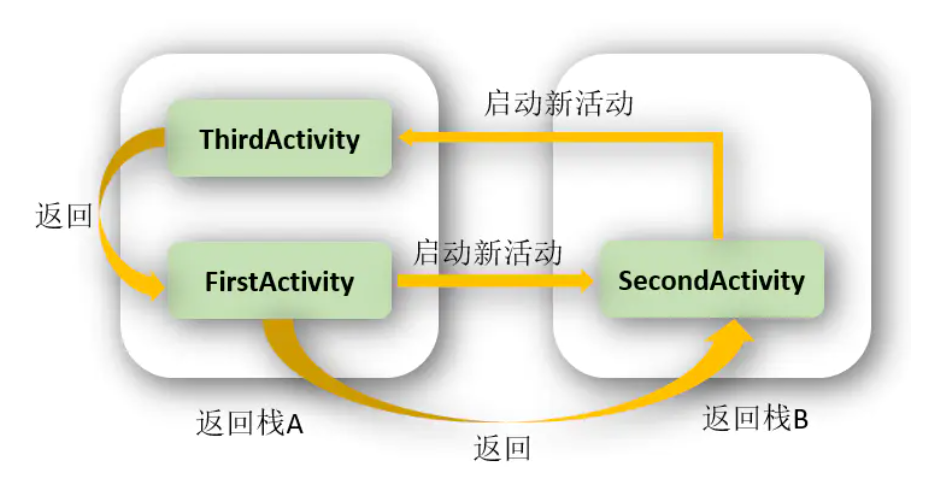 启动新活动
ThirdActivity
返回
启动新活动
FirstActivity
SecondActivity
返回栈A
返回栈B
返回